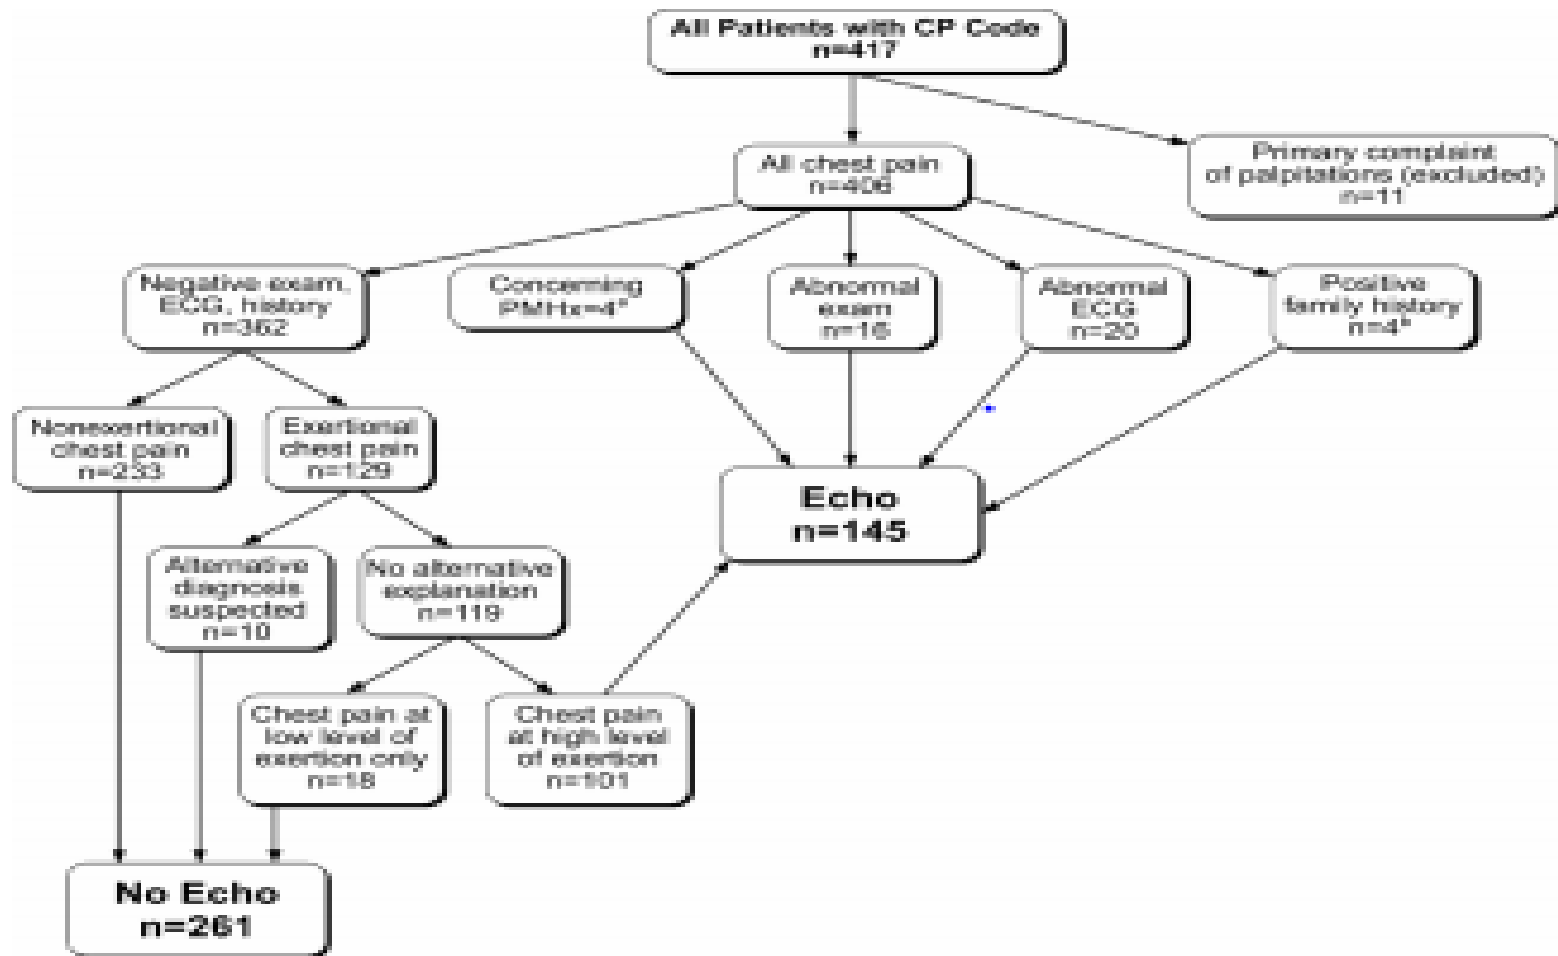 All Patients with CP Code
n=417
All chest pain
n=406
Primary complaint
of palpitations (excluded)
n=11
Negative exam,
ECG, history
n=362
Concerning
PMHx=4ª
Abnormal
exam
n=16
Abnormal
ECG
n=20
Positive
family history
n=4ᵇ
Nonexertional
chest pain
n=233
Exertional
chest pain
n=129
Echo
n=145
Alternative
diagnosis
suspected
n=10
No alternative
explanation
n=119
Chest pain at
low level of
exertion only
n=18
Chest pain
at high level
of exertion
n=101
No Echo
n=261